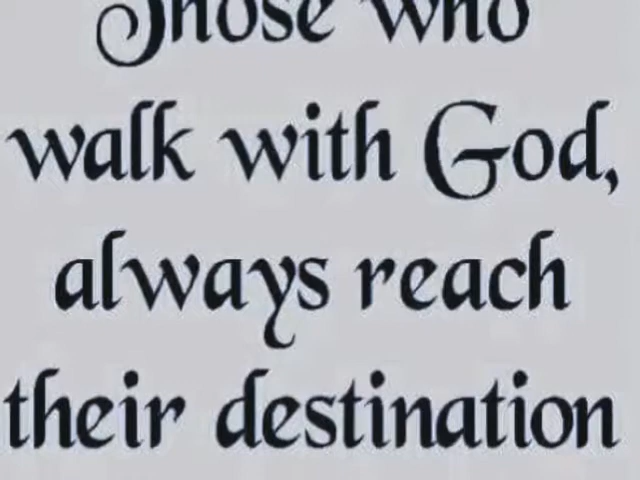 Those who
walk with God,
always reach
their destination